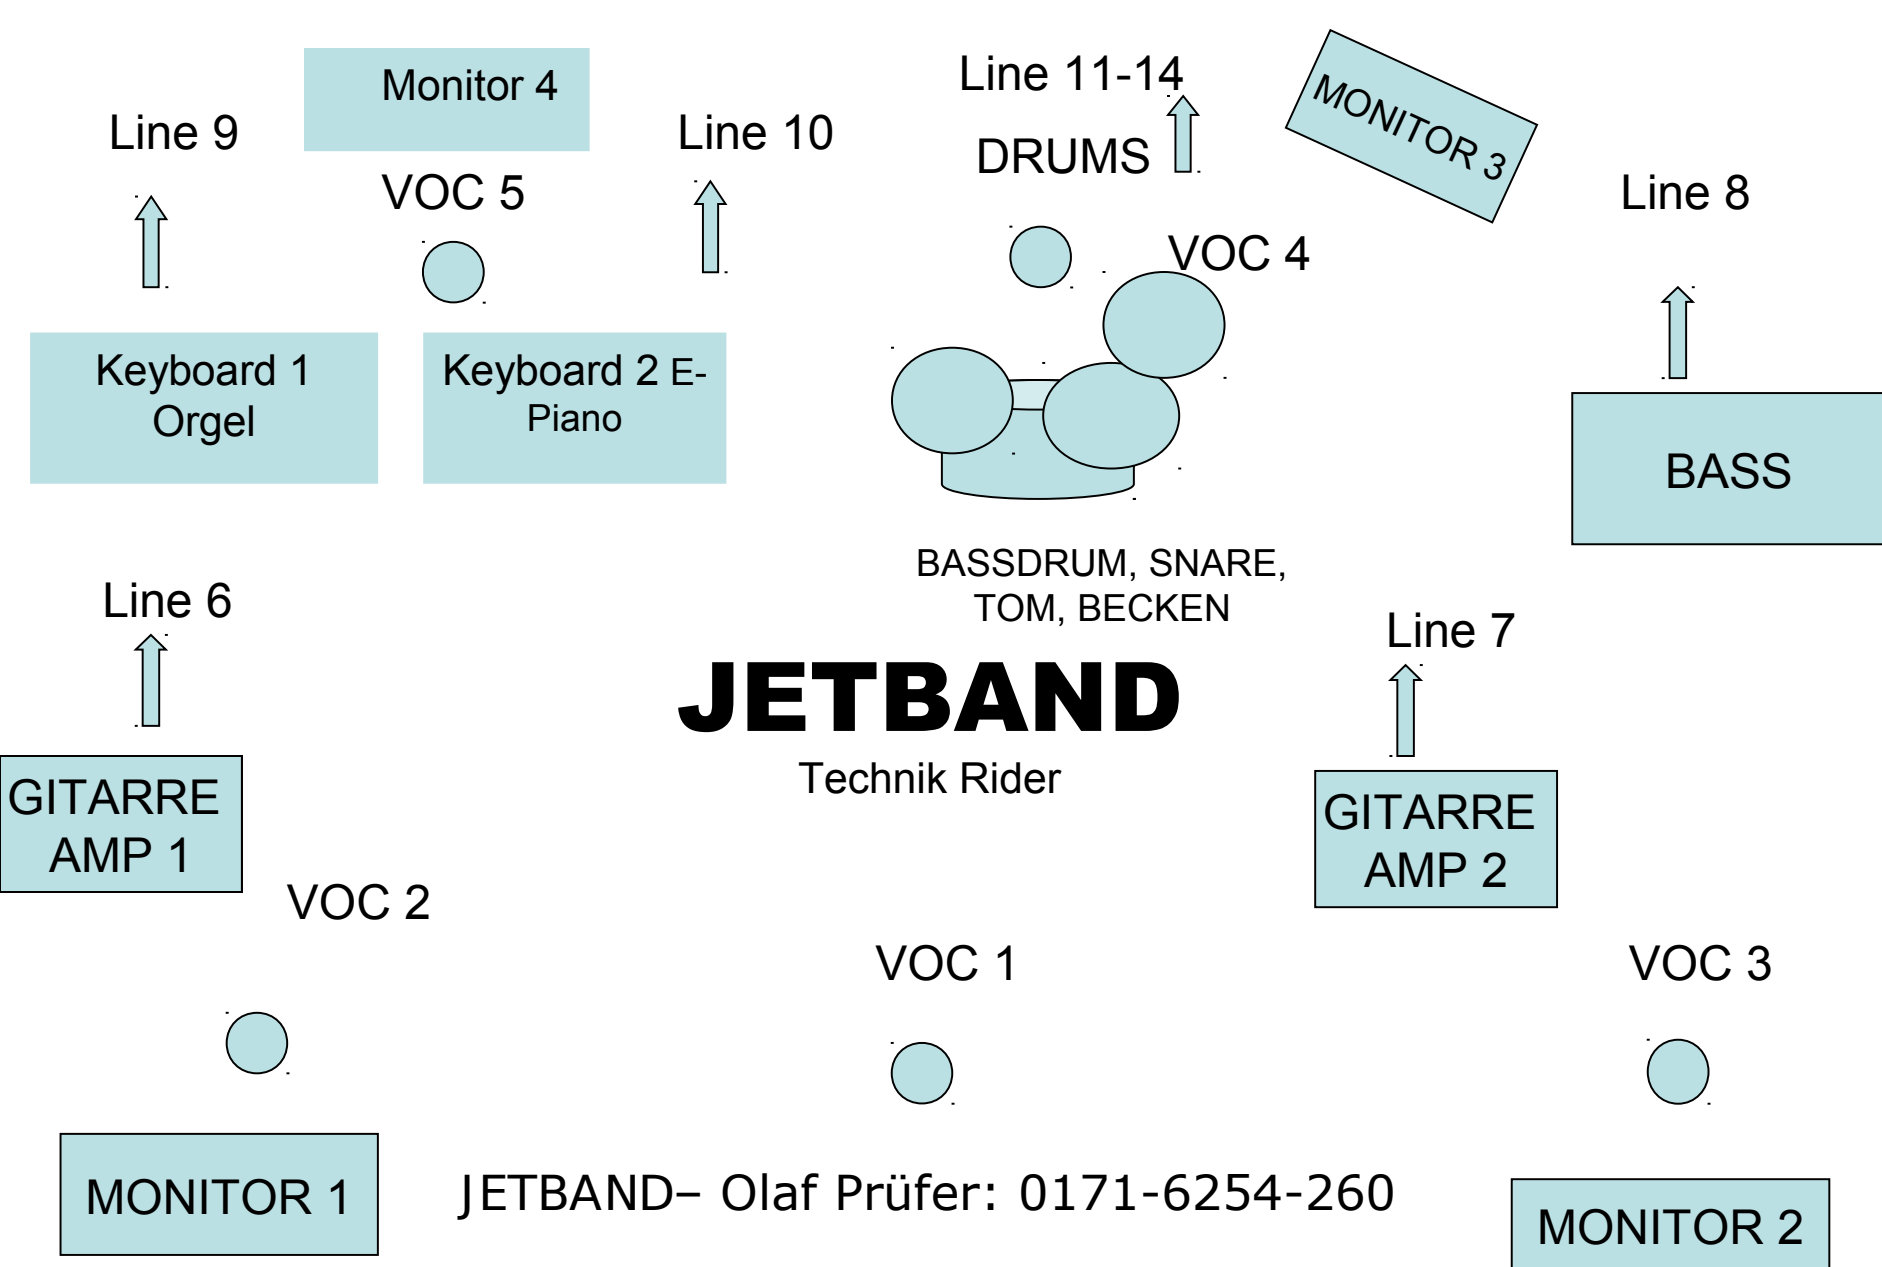 Monitor 4
Line 11-14
MONITOR 3
Line 9
Line 10
DRUMS
VOC 5
Line 8
VOC 4
Keyboard 1
Orgel
Keyboard 2 E-
Piano
BASS
BASSDRUM, SNARE,
TOM, BECKEN
Line 6
Line 7
JETBAND
Technik Rider
GITARRE
AMP 1
GITARRE
AMP 2
VOC 2
VOC 1
VOC 3
MONITOR 1
JETBAND– Olaf Prüfer: 0171-6254-260
MONITOR 2